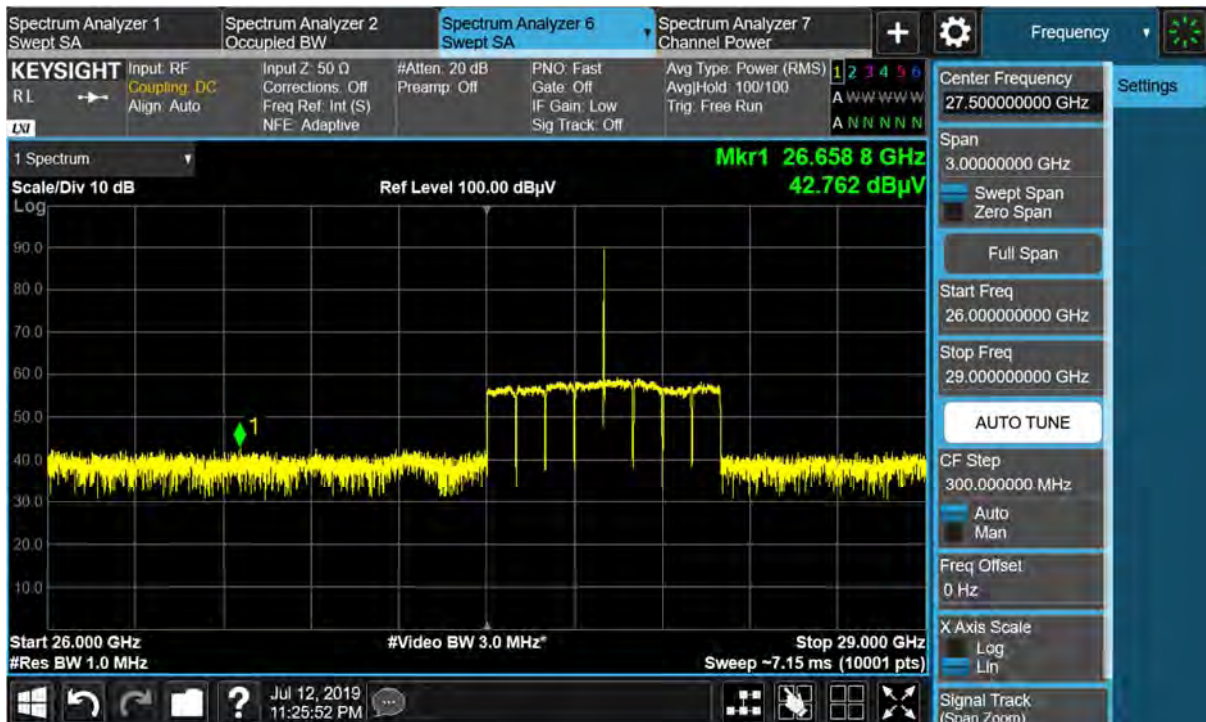 Spectrum Analyzer 1
Swept SA
Spectrum Analyzer 2
Occupied BW
Spectrum Analyzer 6
Swept SA
Spectrum Analyzer 7
Channel Power
+
Frequency
KEYSIGHT
RL
LXI
Input: RF
Coupling: DC
Align: Auto
Input Z: 50 Ω
Corrections: Off
Freq Ref: Int (S)
NFE: Adaptive
#Atten: 20 dB
Preamp: Off
PNO: Fast
Gate: Off
IF Gain: Low
Sig Track: Off
Avg Type: Power (RMS)
Avg|Hold: 100/100
Trig: Free Run
1 2 3 4 5 6
A W W W W W
A N N N N N
1 Spectrum
Scale/Div 10 dB
Ref Level 100.00 dBµV
Mkr1 26.658 8 GHz
42.762 dBµV
Log
90.0
80.0
70.0
60.0
50.0
40.0
30.0
20.0
10.0
1
Start 26.000 GHz
#Video BW 3.0 MHz*
Stop 29.000 GHz
#Res BW 1.0 MHz
Sweep ~7.15 ms (10001 pts)
Center Frequency
27.500000000 GHz
Span
3.00000000 GHz
Swept Span
Zero Span
Full Span
Start Freq
26.000000000 GHz
Stop Freq
29.000000000 GHz
AUTO TUNE
CF Step
300.000000 MHz
Auto
Man
Freq Offset
0 Hz
X Axis Scale
Log
Lin
Signal Track
(Span Zoom)
Settings
?
Jul 12, 2019
11:25:52 PM